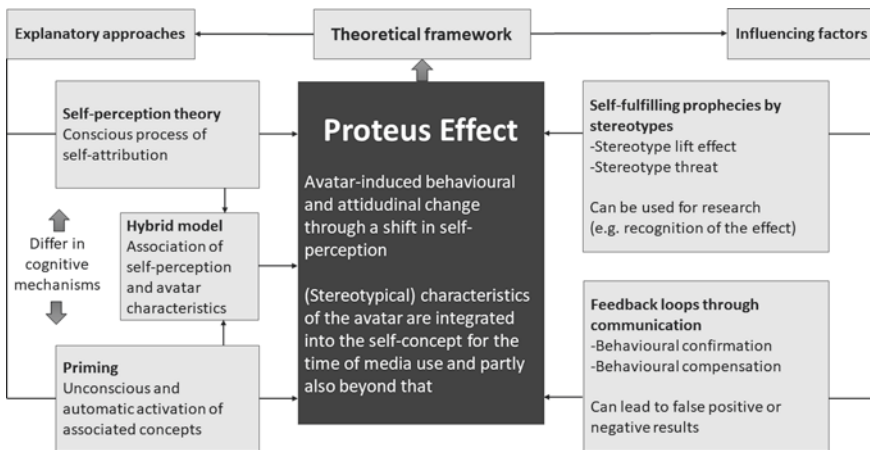 Explanatory approaches
Theoretical framework
Influencing factors
Self-perception theory
Conscious process of
self-attribution
Differ in
cognitive
mechanisms
Hybrid model
Association of
self-perception
and avatar
characteristics
Priming
Unconscious and
automatic activation of
associated concepts
Proteus Effect
Avatar-induced behavioural
and attidudinal change
through a shift in self-
perception
(Stereotypical) characteristics
of the avatar are integrated
into the self-concept for the
time of media use and partly
also beyond that
Self-fulfilling prophecies by
stereotypes
-Stereotype lift effect
-Stereotype threat
Can be used for research
(e.g. recognition of the effect)
Feedback loops through
communication
-Behavioural confirmation
-Behavioural compensation
Can lead to false positive or
negative results